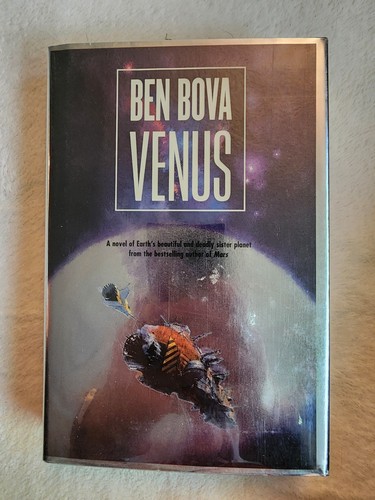 BEN BOVA
VENUS
A novel of Earth's beautiful and deadly sister planet
from the bestselling author of Mars